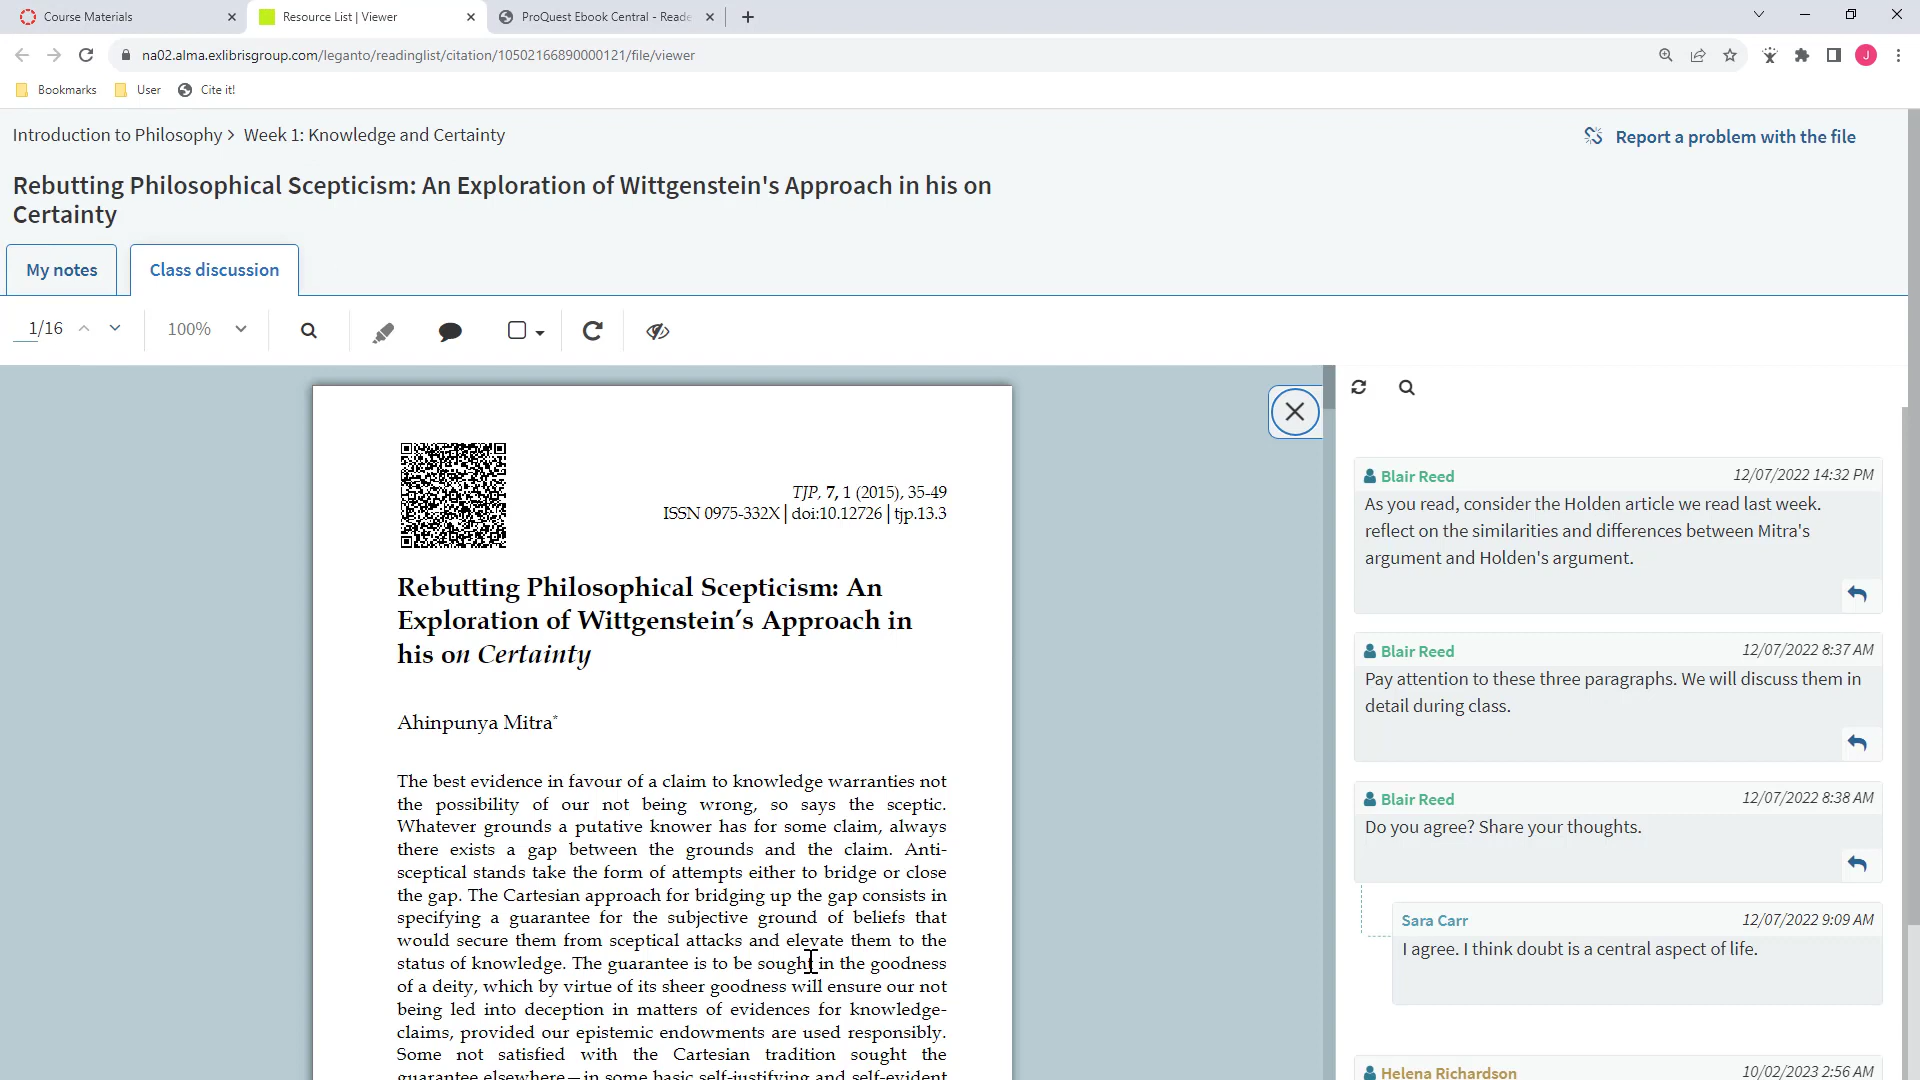 Course Materials
Resource List | Viewer
ProQuest Ebook Central - Reade
na02.alma.exlibrisgroup.com/leganto/readinglist/citation/10502166890000121/file/viewer
J
Bookmarks
User
Cite it!
Introduction to Philosophy > Week 1: Knowledge and Certainty
Report a problem with the file
Rebutting Philosophical Scepticism: An Exploration of Wittgenstein's Approach in his on
Certainty
My notes
Class discussion
1/16
100%
TJP, 7, 1 (2015), 35-49
ISSN 0975-332X|doi:10.12726|tjp.13.3
Rebutting Philosophical Scepticism: An
Exploration of Wittgenstein’s Approach in
his on Certainty
Ahinpunya Mitra*
The best evidence in favour of a claim to knowledge warranties not
the possibility of our not being wrong, so says the sceptic.
Whatever grounds a putative knower has for some claim, always
there exists a gap between the grounds and the claim. Anti-
sceptical stands take the form of attempts either to bridge or close
the gap. The Cartesian approach for bridging up the gap consists in
specifying a guarantee for the subjective ground of beliefs that
would secure them from sceptical attacks and elevate them to the
status of knowledge. The guarantee is to be sought in the goodness
of a deity, which by virtue of its sheer goodness will ensure our not
being led into deception in matters of evidences for knowledge-
claims, provided our epistemic endowments are used responsibly.
Some not satisfied with the Cartesian tradition sought the
guarantee elsewhere—in some basic self-justifying and self-evident
Blair Reed
12/07/2022 14:32 PM
As you read, consider the Holden article we read last week.
reflect on the similarities and differences between Mitra's
argument and Holden's argument.
Blair Reed
12/07/2022 8:37 AM
Pay attention to these three paragraphs. We will discuss them in
detail during class.
Blair Reed
12/07/2022 8:38 AM
Do you agree? Share your thoughts.
Sara Carr
12/07/2022 9:09 AM
I agree. I think doubt is a central aspect of life.
Helena Richardson
10/02/2023 2:56 AM